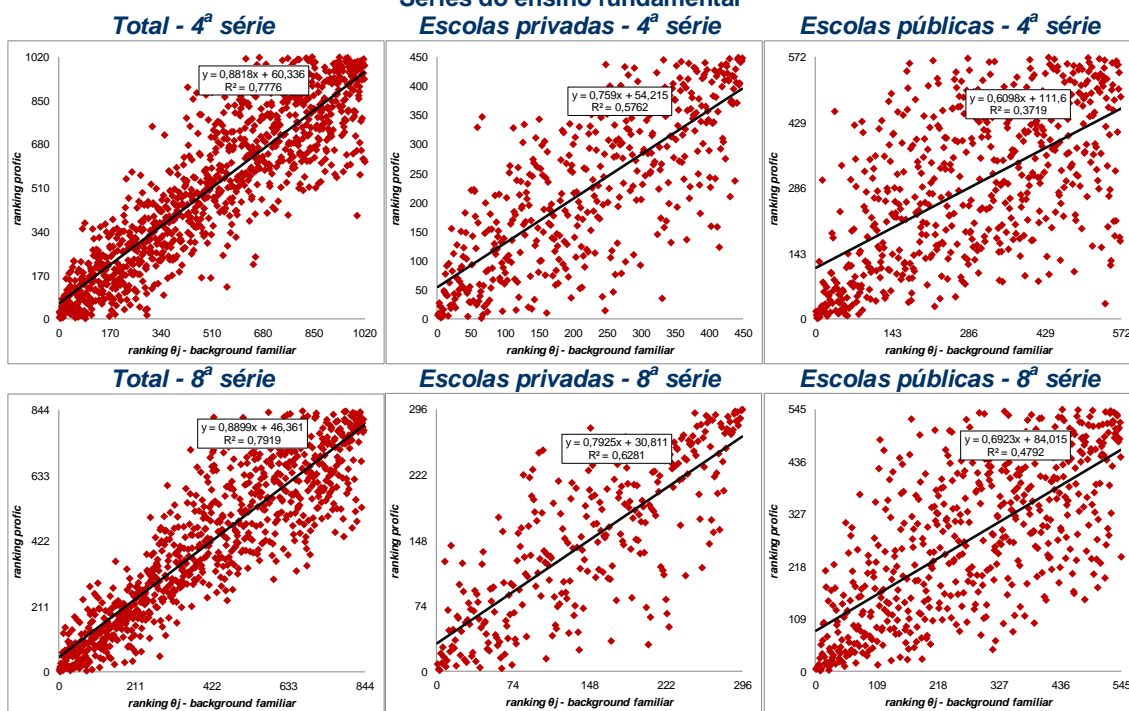 Séries do ensino fundamental
Total - 4ª série
Escolas privadas - 4ª série
Escolas públicas - 4ª série
1020
850
680
510
340
170
0
ranking profic
y = 0,8818x + 60,336
R² = 0,7776
0 170 340 510 680 850 1020
ranking θj - background familiar
450
400
350
300
250
200
150
100
50
0
ranking profic
y = 0,759x + 54,215
R² = 0,5762
0 50 100 150 200 250 300 350 400 450
ranking θj - background familiar
572
429
286
143
0
ranking profic
y = 0,6098x + 111,6
R² = 0,3719
0 143 286 429 572
ranking θj - background familiar
Total - 8ª série
Escolas privadas - 8ª série
Escolas públicas - 8ª série
844
633
422
211
0
ranking profic
y = 0,8899x + 46,361
R² = 0,7919
0 211 422 633 844
ranking θj - background familiar
296
222
148
74
0
ranking profic
y = 0,7925x + 30,811
R² = 0,6281
0 74 148 222 296
ranking θj - background familiar
545
436
327
218
109
0
ranking profic
y = 0,6923x + 84,015
R² = 0,4792
0 109 218 327 436 545
ranking θj - background familiar